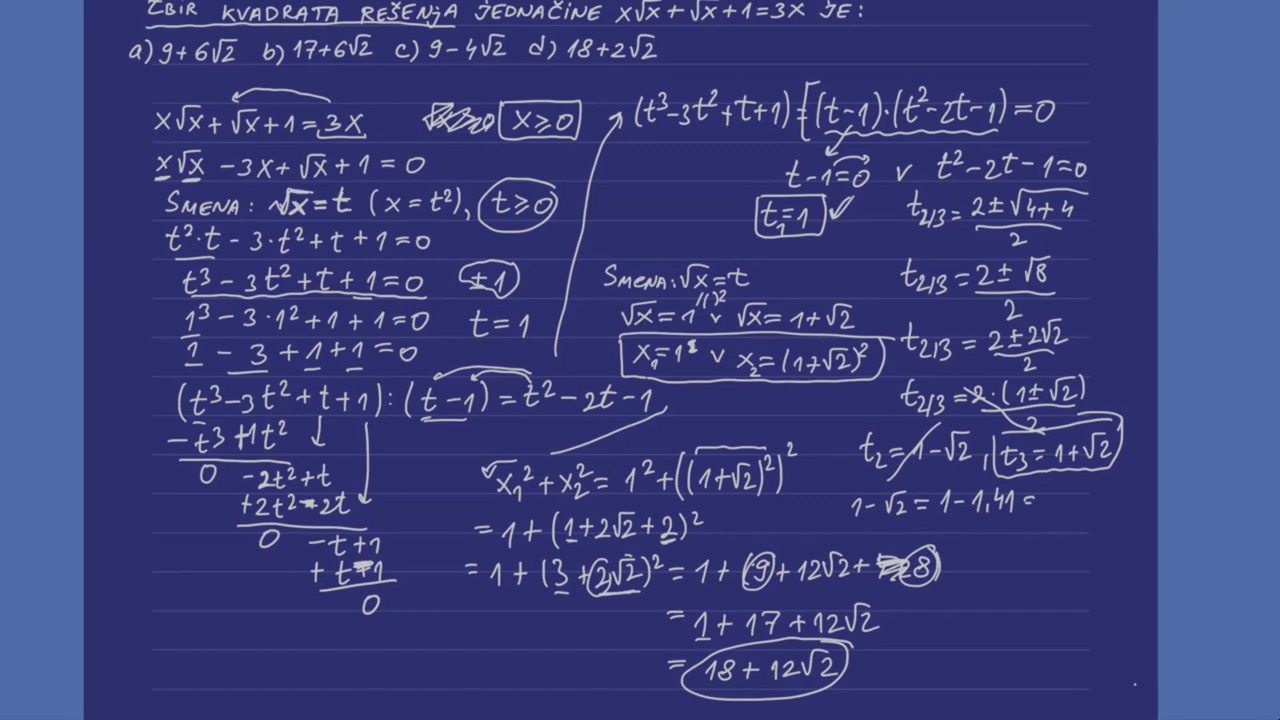 ZBIR KVADRATA REŠENJA JEDNAČINE x√x + √x + 1 = 3x JE:
a) 9+6√2 b) 17+6√2 c) 9-4√2 d) 18+2√2
x√x + √x + 1 = 3x x ≥ 0
x√x - 3x + √x + 1 = 0
SMENA: √x = t (x = t²), t ≥ 0
t²·t - 3·t² + t + 1 = 0
t³ - 3t² + t + 1 = 0 ±1
1³ - 3·1² + 1 + 1 = 0 t = 1
1 - 3 + 1 + 1 = 0
(t³ - 3t² + t + 1) : (t - 1) = t² - 2t - 1
-t³ + 1t²
0 -2t² + t
+2t² - 2t
0 -t + 1
+ t - 1
0
(t³ - 3t² + t + 1) = (t - 1)·(t² - 2t - 1) = 0
t - 1 = 0 v t² - 2t - 1 = 0
t₁ = 1 ✓
t2/3 = 2 ± √4+4 / 2
t2/3 = 2 ± √8 / 2
t2/3 = 2 ± 2√2 / 2
t2/3 = 2·(1 ± √2) / 2
t₂ = 1 - √2, t₃ = 1 + √2
1 - √2 = 1 - 1,41 =
SMENA: √x = t
√x = 1 /()² v √x = 1 + √2
x₁ = 1² v x₂ = (1 + √2)²
x₁² + x₂² = 1² + ((1 + √2)²)²
= 1 + (1 + 2√2 + 2)²
= 1 + (3 + 2√2)² = 1 + (9 + 12√2 + 8)
= 1 + 17 + 12√2
= 18 + 12√2